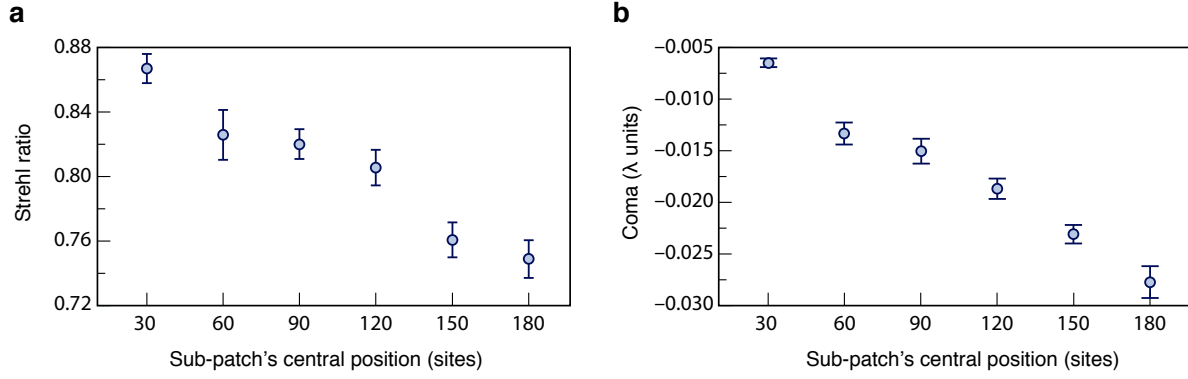 a
0.88
0.84
0.80
0.76
0.72
Strehl ratio
30 60 90 120 150 180
Sub-patch's central position (sites)
b
−0.005
−0.010
−0.015
−0.020
−0.025
−0.030
Coma (λ units)
30 60 90 120 150 180
Sub-patch's central position (sites)